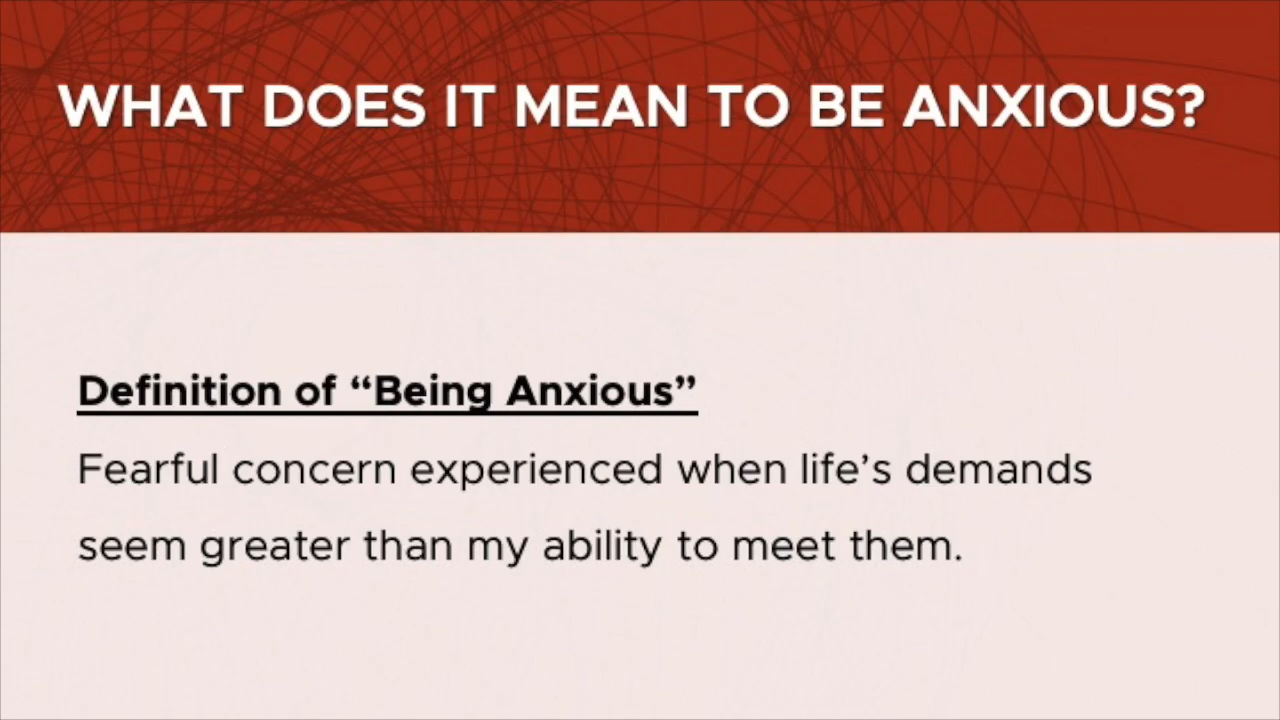 WHAT DOES IT MEAN TO BE ANXIOUS?
Definition of “Being Anxious”
Fearful concern experienced when life’s demands
seem greater than my ability to meet them.